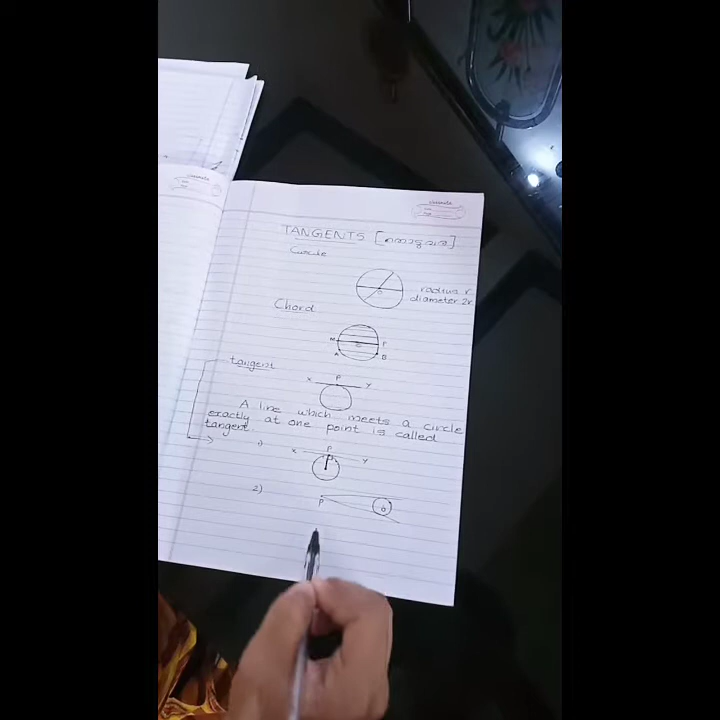 TANGENTS [തൊടുവര]
Circle
radius r
diameter 2r
Chord
M P
A B
tangent
X P Y
A line which meets a circle
exactly at one point is called
tangent.
1)
X P Y
2)
P O